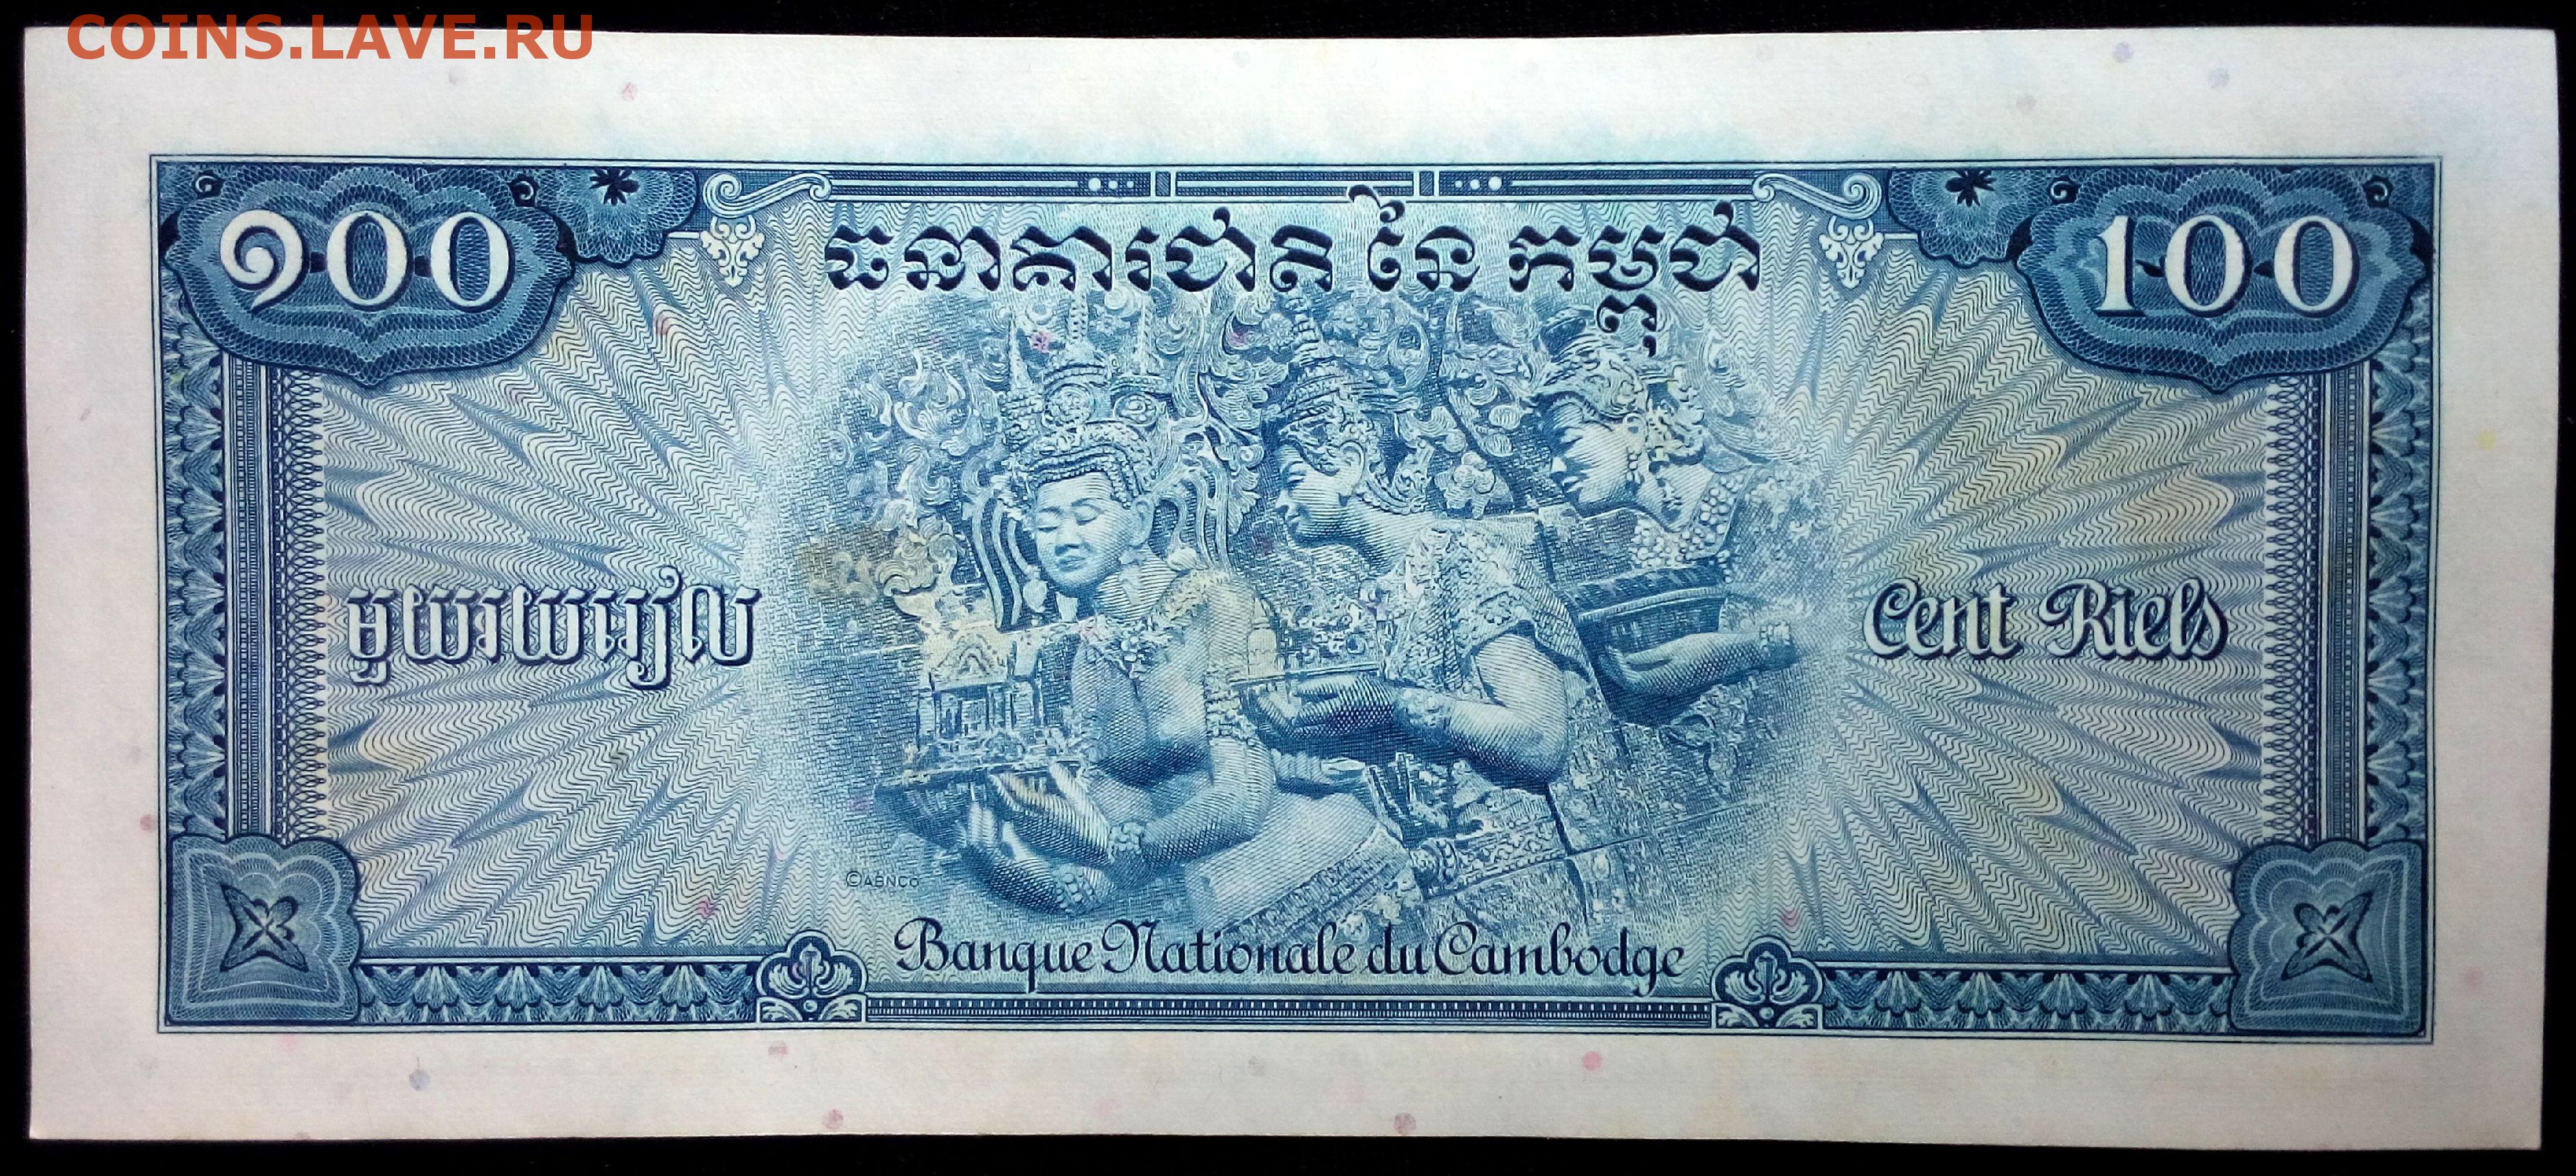 COINS.LAVE.RU
១០០
100
ធនាគារជាតិ នៃ កម្ពុជា
មួយរយរៀល
Cent Riels
©ABNCo
Banque Nationale du Cambodge